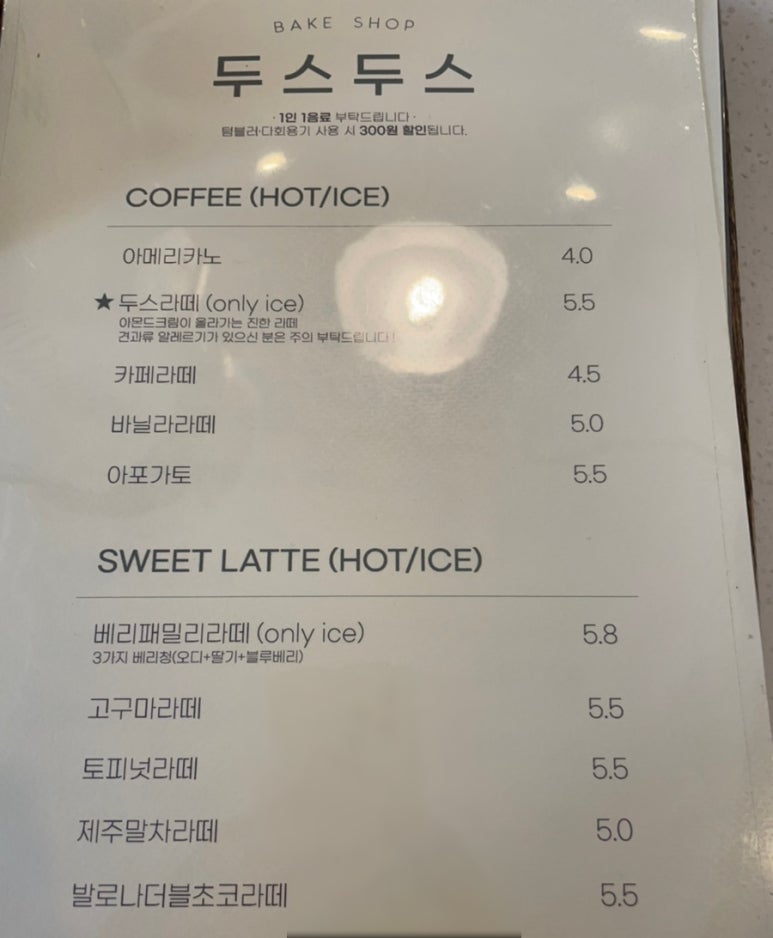 BAKE SHOP
두스두스
· 1인 1음료 부탁드립니다 ·
텀블러·다회용기 사용 시 300원 할인됩니다.
COFFEE (HOT/ICE)
아메리카노 4.0
★ 두스라떼 (only ice) 5.5
아몬드크림이 올라가는 진한 라떼
견과류 알레르기가 있으신 분은 주의 부탁드립니다!
카페라떼 4.5
바닐라라떼 5.0
아포가토 5.5
SWEET LATTE (HOT/ICE)
베리패밀리라떼 (only ice) 5.8
3가지 베리청(오디+딸기+블루베리)
고구마라떼 5.5
토피넛라떼 5.5
제주말차라떼 5.0
발로나더블초코라떼 5.5